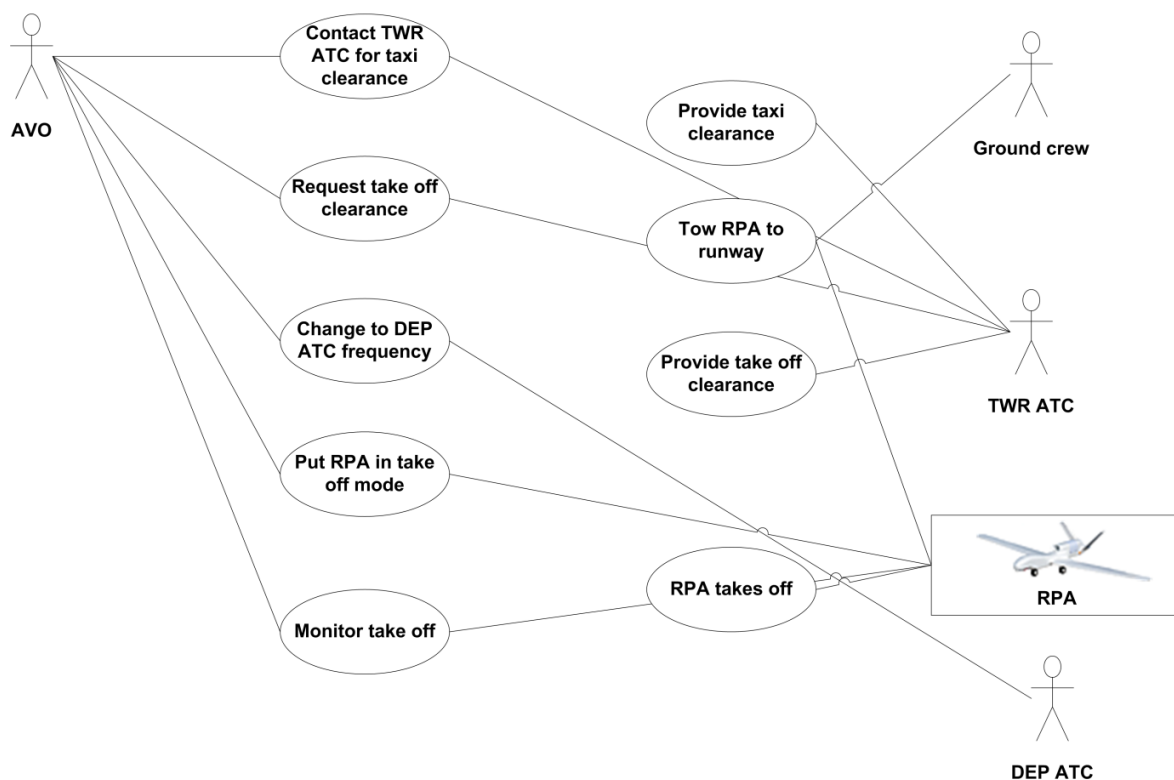 Contact TWR
ATC for taxi
clearance
AVO
Provide taxi
clearance
Ground crew
Request take off
clearance
Tow RPA to
runway
Change to DEP
ATC frequency
Provide take off
clearance
TWR ATC
Put RPA in take
off mode
RPA takes off
RPA
Monitor take off
DEP ATC